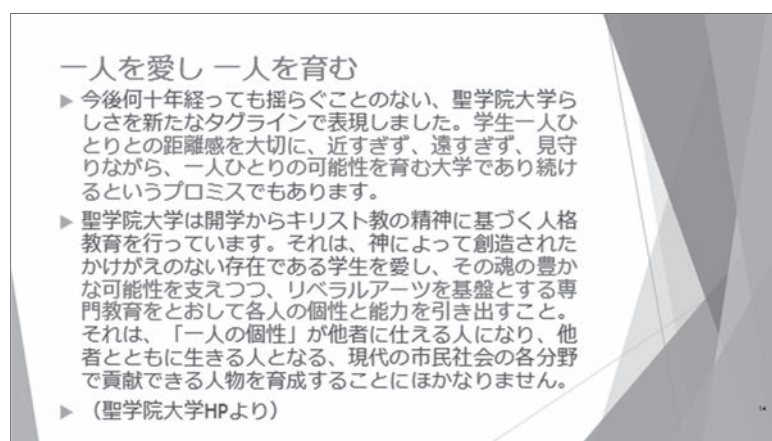 一人を愛し 一人を育む
▶ 今後何十年経っても揺らぐことのない、聖学院大学ら
しさを新たなタグラインで表現しました。学生一人ひ
とりとの距離感を大切に、近すぎず、遠すぎず、見守
りながら、一人ひとりの可能性を育む大学であり続け
るというプロミスでもあります。
▶ 聖学院大学は開学からキリスト教の精神に基づく人格
教育を行っています。それは、神によって創造された
かけがえのない存在である学生を愛し、その魂の豊か
な可能性を支えつつ、リベラルアーツを基盤とする専
門教育をとおして各人の個性と能力を引き出すこと。
それは、「一人の個性」が他者に仕える人になり、他
者とともに生きる人となる、現代の市民社会の各分野
で貢献できる人物を育成することにほかなりません。
▶ （聖学院大学HPより）
14